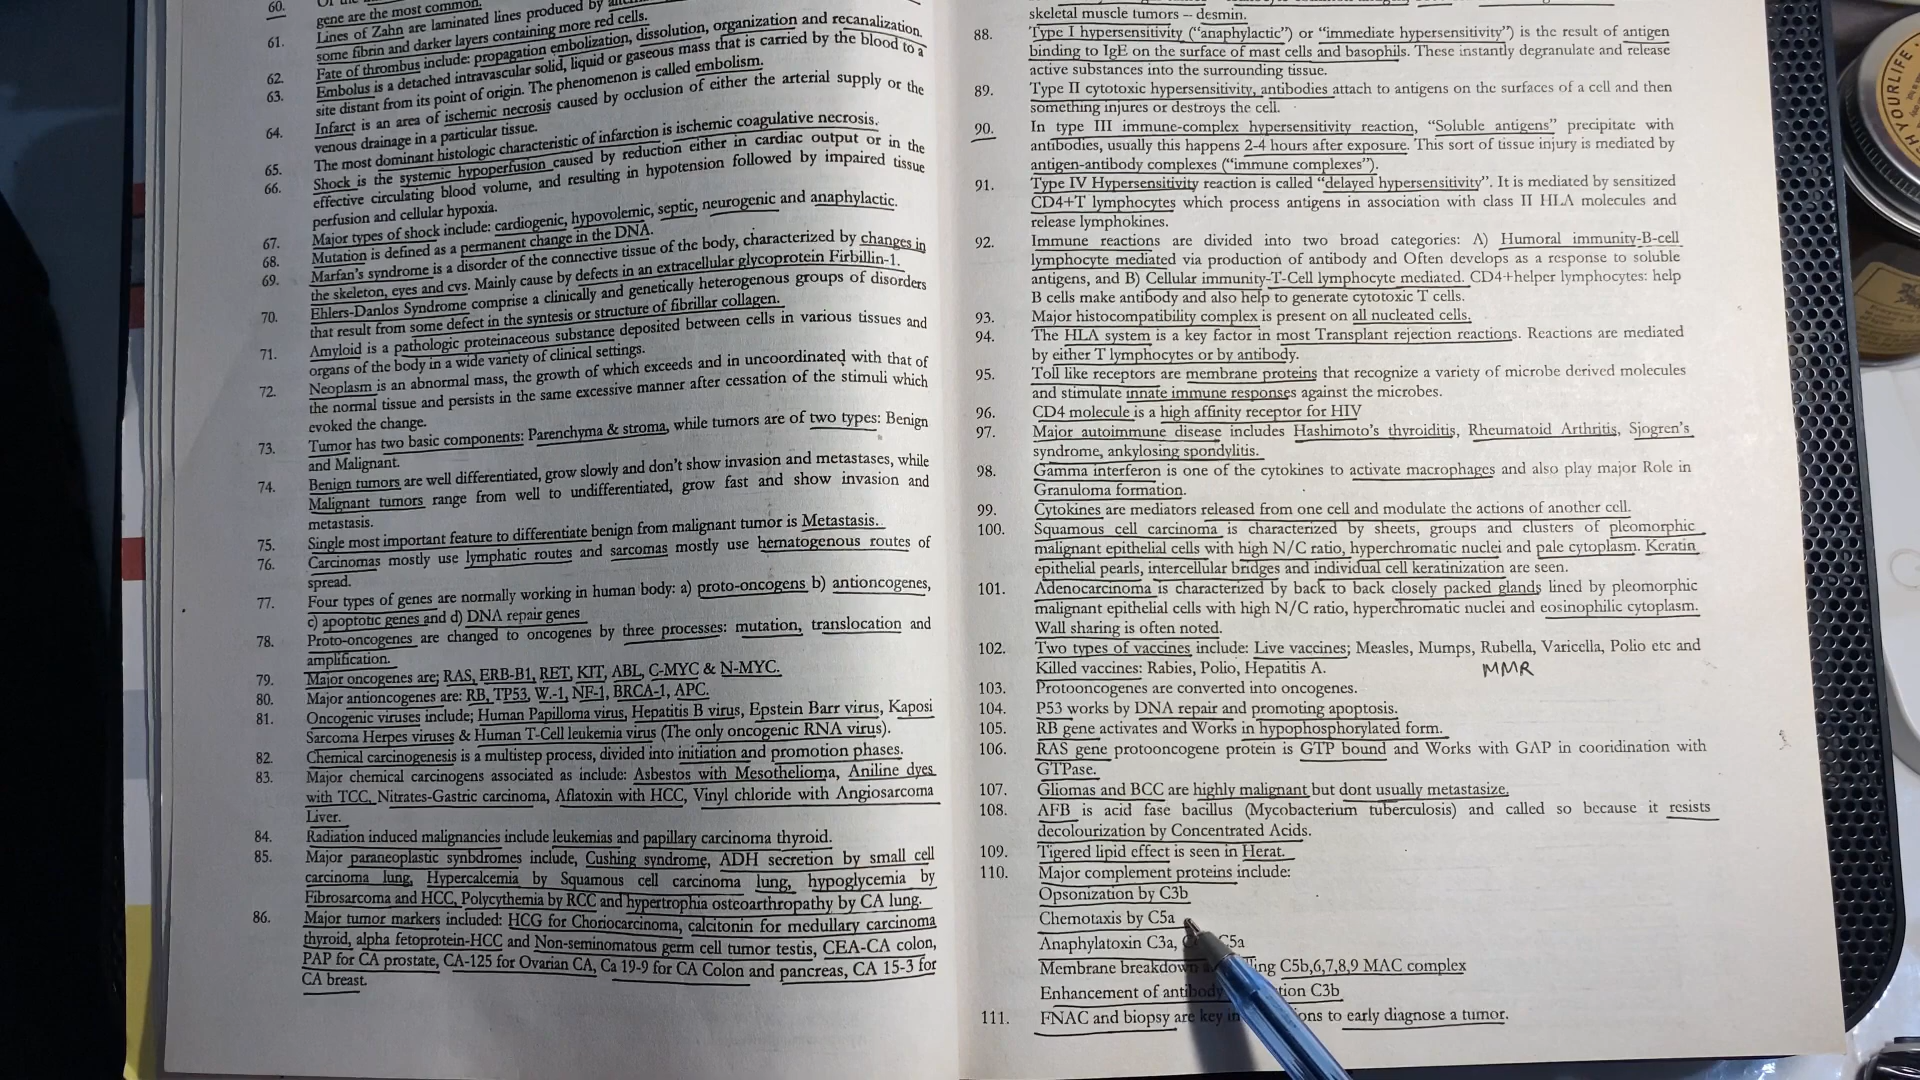 60.
gene are the most common.
61. Lines of Zahn are laminated lines produced by
some fibrin and darker layers containing more red cells.
62. Fate of thrombus include: propagation embolization, dissolution, organization and recanalization.
63. Embolus is a detached intravascular solid, liquid or gaseous mass that is carried by the blood to a
site distant from its point of origin. The phenomenon is called embolism.
64. Infarct is an area of ischemic necrosis caused by occlusion of either the arterial supply or the
venous drainage in a particular tissue.
65. The most dominant histologic characteristic of infarction is ischemic coagulative necrosis.
66. Shock is the systemic hypoperfusion caused by reduction either in cardiac output or in the
effective circulating blood volume, and resulting in hypotension followed by impaired tissue
perfusion and cellular hypoxia.
67. Major types of shock include: cardiogenic, hypovolemic, septic, neurogenic and anaphylactic.
68. Mutation is defined as a permanent change in the DNA.
69. Marfan's syndrome is a disorder of the connective tissue of the body, characterized by changes in
the skeleton, eyes and cvs. Mainly cause by defects in an extracellular glycoprotein Firbillin-1.
70. Ehlers-Danlos Syndrome comprise a clinically and genetically heterogenous groups of disorders
that result from some defect in the syntesis or structure of fibrillar collagen.
71. Amyloid is a pathologic proteinaceous substance deposited between cells in various tissues and
organs of the body in a wide variety of clinical settings.
72. Neoplasm is an abnormal mass, the growth of which exceeds and in uncoordinated with that of
the normal tissue and persists in the same excessive manner after cessation of the stimuli which
evoked the change.
73. Tumor has two basic components: Parenchyma & stroma, while tumors are of two types: Benign
and Malignant.
74. Benign tumors are well differentiated, grow slowly and don't show invasion and metastases, while
Malignant tumors range from well to undifferentiated, grow fast and show invasion and
metastasis.
75. Single most important feature to differentiate benign from malignant tumor is Metastasis.
76. Carcinomas mostly use lymphatic routes and sarcomas mostly use hematogenous routes of
spread.
77. Four types of genes are normally working in human body: a) proto-oncogens b) antioncogenes,
c) apoptotic genes and d) DNA repair genes
78. Proto-oncogenes are changed to oncogenes by three processes: mutation, translocation and
amplification.
79. Major oncogenes are; RAS, ERB-B1, RET, KIT, ABL, C-MYC & N-MYC.
80. Major antioncogenes are: RB, TP53, W.-1, NF-1, BRCA-1, APC.
81. Oncogenic viruses include; Human Papilloma virus, Hepatitis B virus, Epstein Barr virus, Kaposi
Sarcoma Herpes viruses & Human T-Cell leukemia virus (The only oncogenic RNA virus).
82. Chemical carcinogenesis is a multistep process, divided into initiation and promotion phases.
83. Major chemical carcinogens associated as include: Asbestos with Mesothelioma, Aniline dyes
with TCC, Nitrates-Gastric carcinoma, Aflatoxin with HCC, Vinyl chloride with Angiosarcoma
Liver.
84. Radiation induced malignancies include leukemias and papillary carcinoma thyroid.
85. Major paraneoplastic synbdromes include, Cushing syndrome, ADH secretion by small cell
carcinoma lung, Hypercalcemia by Squamous cell carcinoma lung, hypoglycemia by
Fibrosarcoma and HCC, Polycythemia by RCC and hypertrophia osteoarthropathy by CA lung.
86. Major tumor markers included: HCG for Choriocarcinoma, calcitonin for medullary carcinoma
thyroid, alpha fetoprotein-HCC and Non-seminomatous germ cell tumor testis, CEA-CA colon,
PAP for CA prostate, CA-125 for Ovarian CA, Ca 19-9 for CA Colon and pancreas, CA 15-3 for
CA breast.
skeletal muscle tumors – desmin.
88. Type I hypersensitivity ("anaphylactic") or "immediate hypersensitivity") is the result of antigen
binding to IgE on the surface of mast cells and basophils. These instantly degranulate and release
active substances into the surrounding tissue.
89. Type II cytotoxic hypersensitivity, antibodies attach to antigens on the surfaces of a cell and then
something injures or destroys the cell.
90. In type III immune-complex hypersensitivity reaction, "Soluble antigens" precipitate with
antibodies, usually this happens 2-4 hours after exposure. This sort of tissue injury is mediated by
antigen-antibody complexes ("immune complexes").
91. Type IV Hypersensitivity reaction is called "delayed hypersensitivity". It is mediated by sensitized
CD4+T lymphocytes which process antigens in association with class II HLA molecules and
release lymphokines.
92. Immune reactions are divided into two broad categories: A) Humoral immunity-B-cell
lymphocyte mediated via production of antibody and Often develops as a response to soluble
antigens, and B) Cellular immunity-T-Cell lymphocyte mediated. CD4+helper lymphocytes: help
B cells make antibody and also help to generate cytotoxic T cells.
93. Major histocompatibility complex is present on all nucleated cells.
94. The HLA system is a key factor in most Transplant rejection reactions. Reactions are mediated
by either T lymphocytes or by antibody.
95. Toll like receptors are membrane proteins that recognize a variety of microbe derived molecules
and stimulate innate immune responses against the microbes.
96. CD4 molecule is a high affinity receptor for HIV
97. Major autoimmune disease includes Hashimoto's thyroiditis, Rheumatoid Arthritis, Sjogren's
syndrome, ankylosing spondylitis.
98. Gamma interferon is one of the cytokines to activate macrophages and also play major Role in
Granuloma formation.
99. Cytokines are mediators released from one cell and modulate the actions of another cell.
100. Squamous cell carcinoma is characterized by sheets, groups and clusters of pleomorphic
malignant epithelial cells with high N/C ratio, hyperchromatic nuclei and pale cytoplasm. Keratin
epithelial pearls, intercellular bridges and individual cell keratinization are seen.
101. Adenocarcinoma is characterized by back to back closely packed glands lined by pleomorphic
malignant epithelial cells with high N/C ratio, hyperchromatic nuclei and eosinophilic cytoplasm.
Wall sharing is often noted.
102. Two types of vaccines include: Live vaccines; Measles, Mumps, Rubella, Varicella, Polio etc and
Killed vaccines: Rabies, Polio, Hepatitis A. MMR
103. Protooncogenes are converted into oncogenes.
104. P53 works by DNA repair and promoting apoptosis.
105. RB gene activates and Works in hypophosphorylated form.
106. RAS gene protooncogene protein is GTP bound and Works with GAP in cooridination with
GTPase.
107. Gliomas and BCC are highly malignant but dont usually metastasize.
108. AFB is acid fase bacillus (Mycobacterium tuberculosis) and called so because it resists
decolourization by Concentrated Acids.
109. Tigered lipid effect is seen in Herat.
110. Major complement proteins include:
Opsonization by C3b
Chemotaxis by C5a
Anaphylatoxin C3a, C5a
Membrane breakdown C5b,6,7,8,9 MAC complex
Enhancement of antibody C3b
111. FNAC and biopsy are key to early diagnose a tumor.
H YOURLIFE